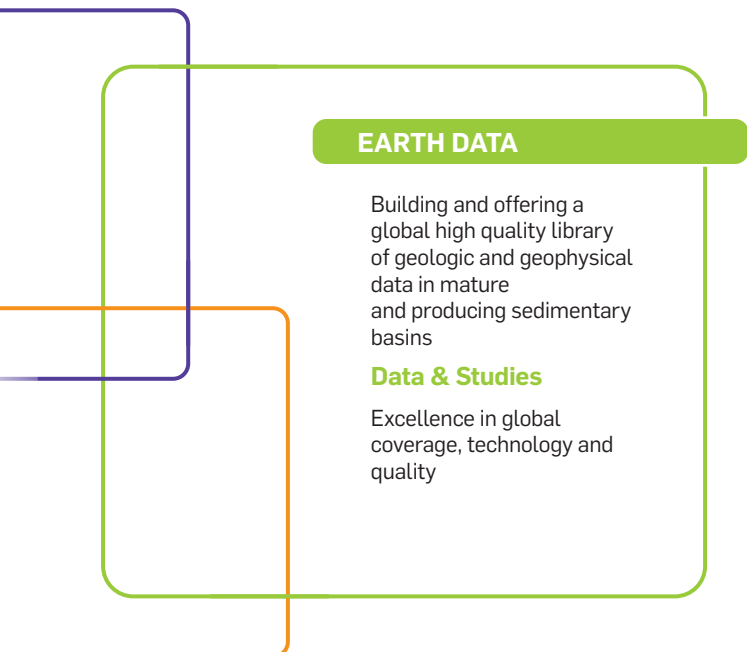 EARTH DATA
Building and offering a
global high quality library
of geologic and geophysical
data in mature
and producing sedimentary
basins
Data & Studies
Excellence in global
coverage, technology and
quality